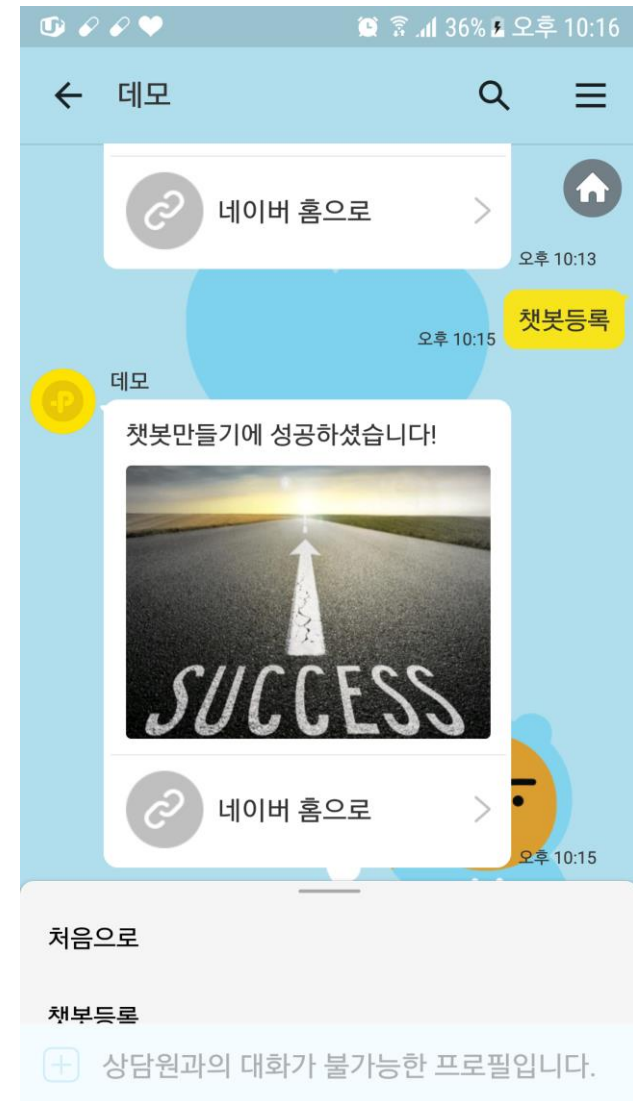 36% 오후 10:16
데모
네이버 홈으로
오후 10:13
챗봇등록
오후 10:15
데모
챗봇만들기에 성공하셨습니다!
SUCCESS
네이버 홈으로
오후 10:15
처음으로
챗봇등록
상담원과의 대화가 불가능한 프로필입니다.